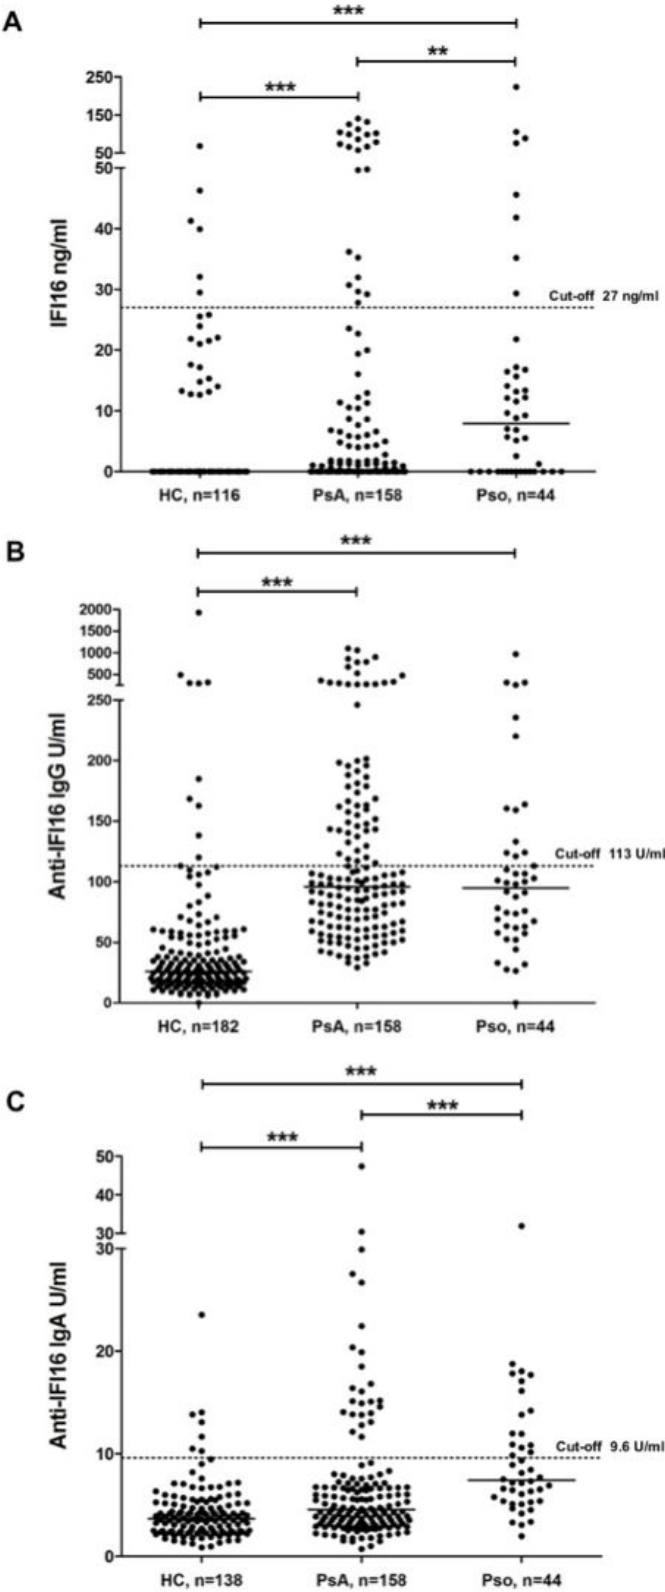 A
***
**
***
250
150
50
50
40
30
20
10
0
IFI16 ng/ml
Cut-off 27 ng/ml
HC, n=116
PsA, n=158
Pso, n=44
B
***
***
2000
1500
1000
500
250
200
150
100
50
0
Anti-IFI16 IgG U/ml
Cut-off 113 U/ml
HC, n=182
PsA, n=158
Pso, n=44
C
***
***
***
50
40
30
30
20
10
0
Anti-IFI16 IgA U/ml
Cut-off 9.6 U/ml
HC, n=138
PsA, n=158
Pso, n=44